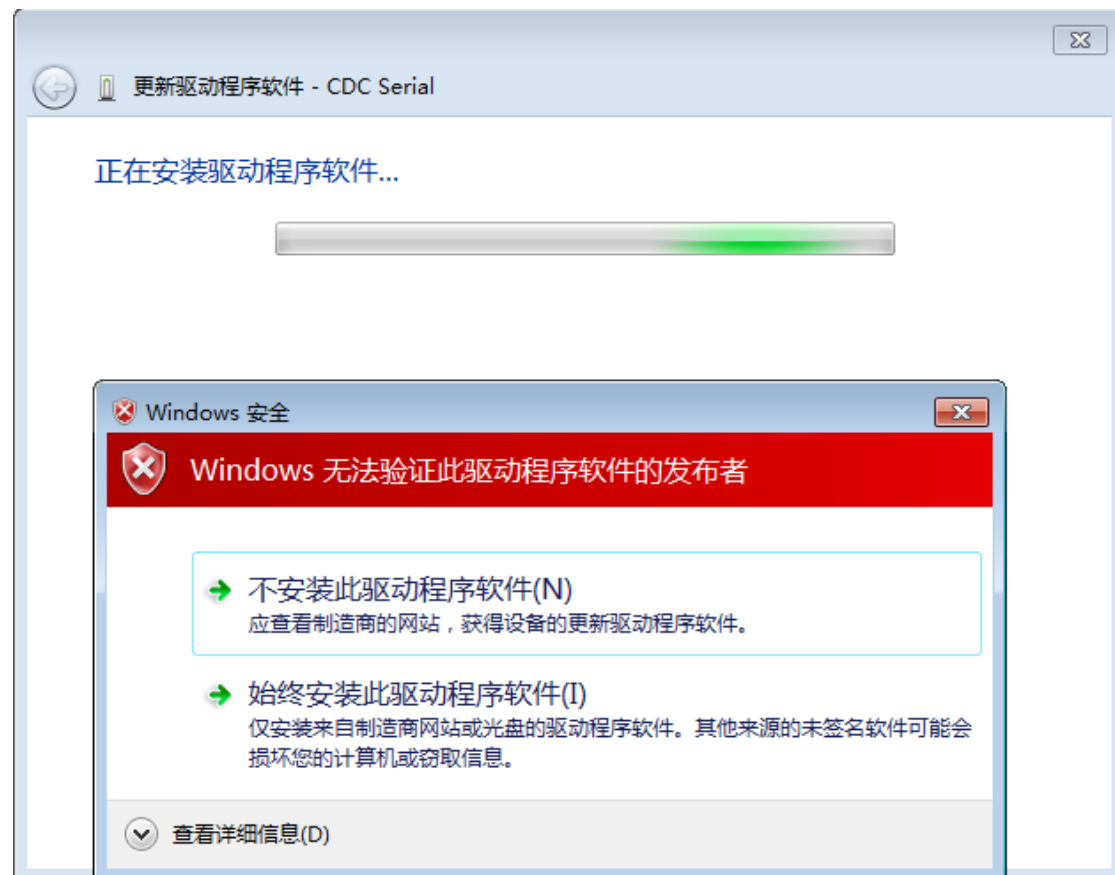 更新驱动程序软件 - CDC Serial
正在安装驱动程序软件...
Windows 安全
Windows 无法验证此驱动程序软件的发布者
不安装此驱动程序软件(N)
应查看制造商的网站，获得设备的更新驱动程序软件。
始终安装此驱动程序软件(I)
仅安装来自制造商网站或光盘的驱动程序软件。其他来源的未签名软件可能会
损坏您的计算机或窃取信息。
查看详细信息(D)